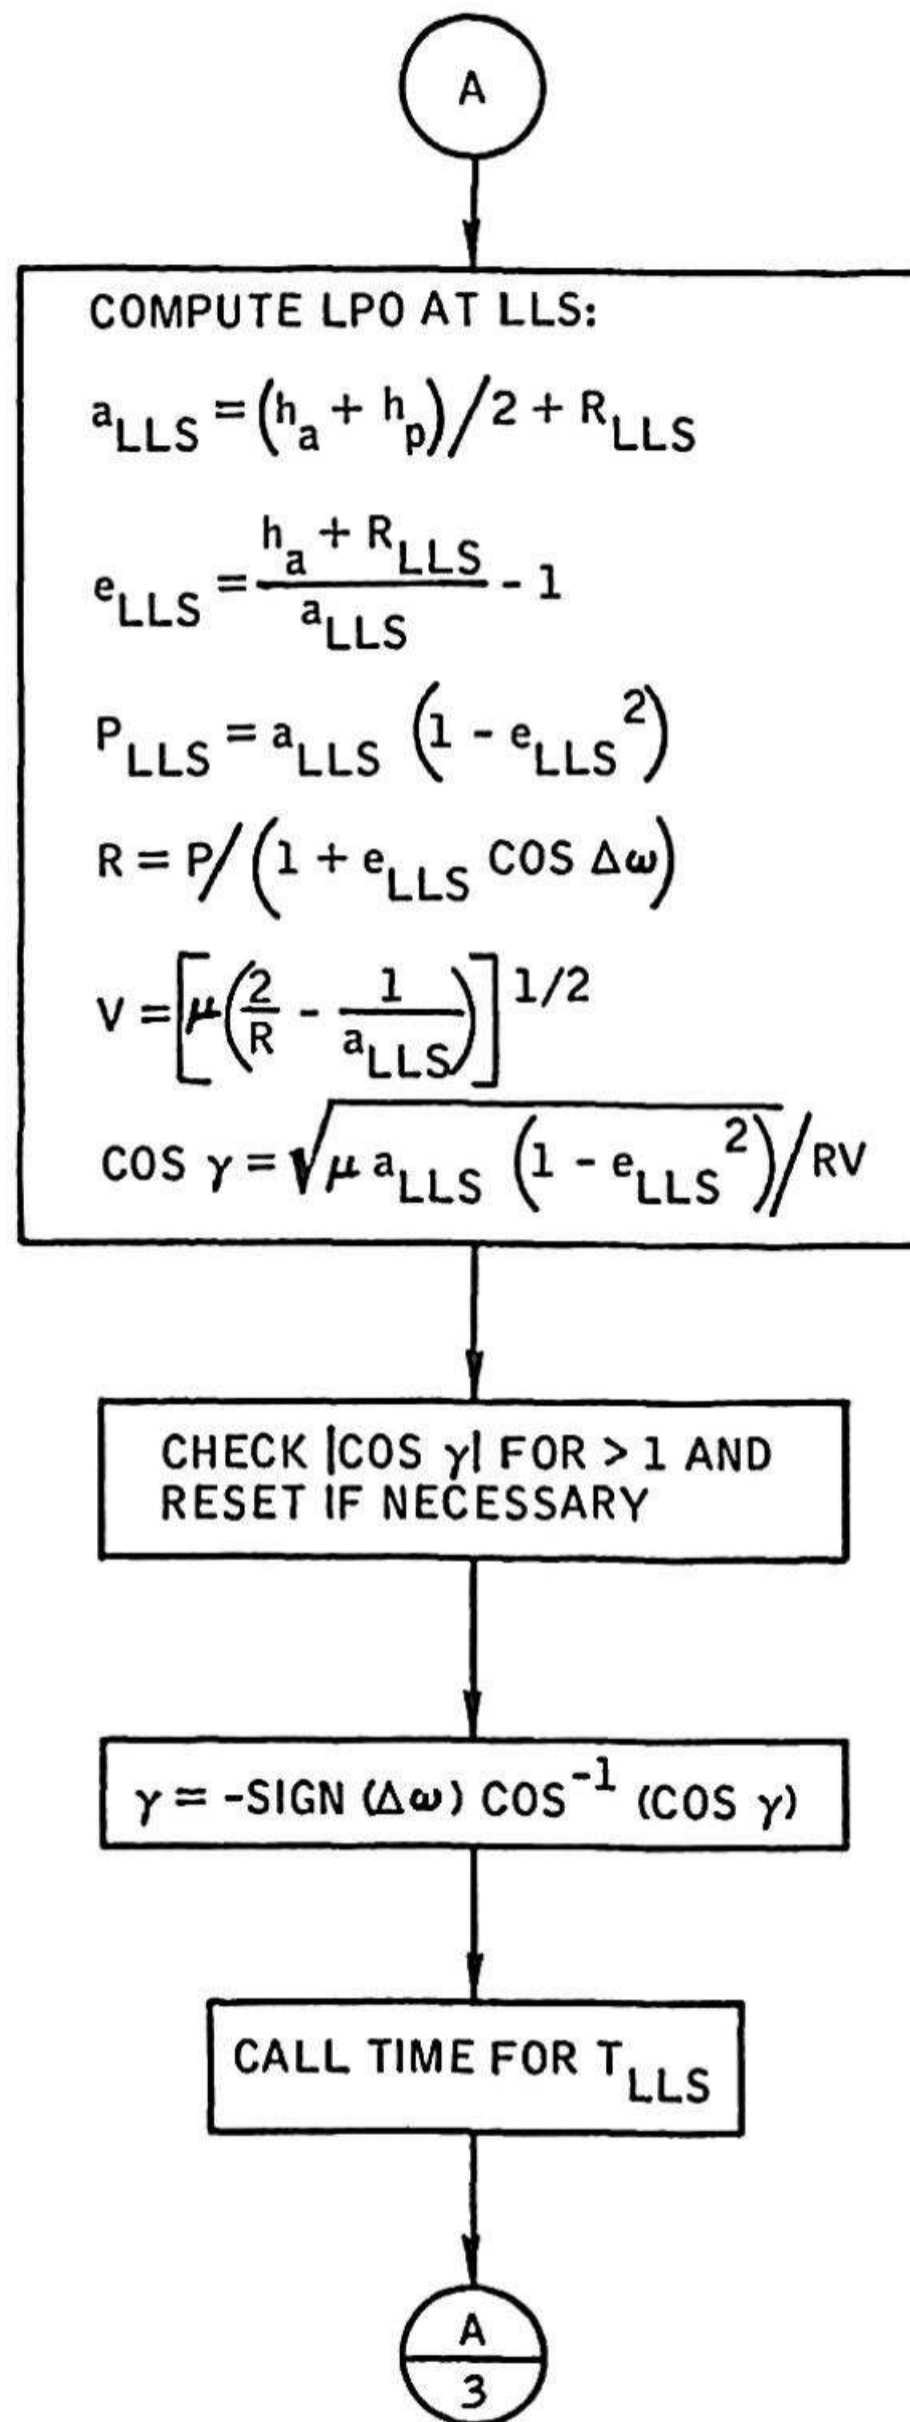 A
COMPUTE LPO AT LLS:
a_LLS = (h_a + h_p)/2 + R_LLS
e_LLS = (h_a + R_LLS)/a_LLS - 1
P_LLS = a_LLS (1 - e_LLS^2)
R = P/(1 + e_LLS COS Δω)
V = [μ(2/R - 1/a_LLS)]^1/2
COS γ = √(μ a_LLS (1 - e_LLS^2))/RV
CHECK |COS γ| FOR > 1 AND
RESET IF NECESSARY
γ = -SIGN (Δω) COS^-1 (COS γ)
CALL TIME FOR T_LLS
A
3